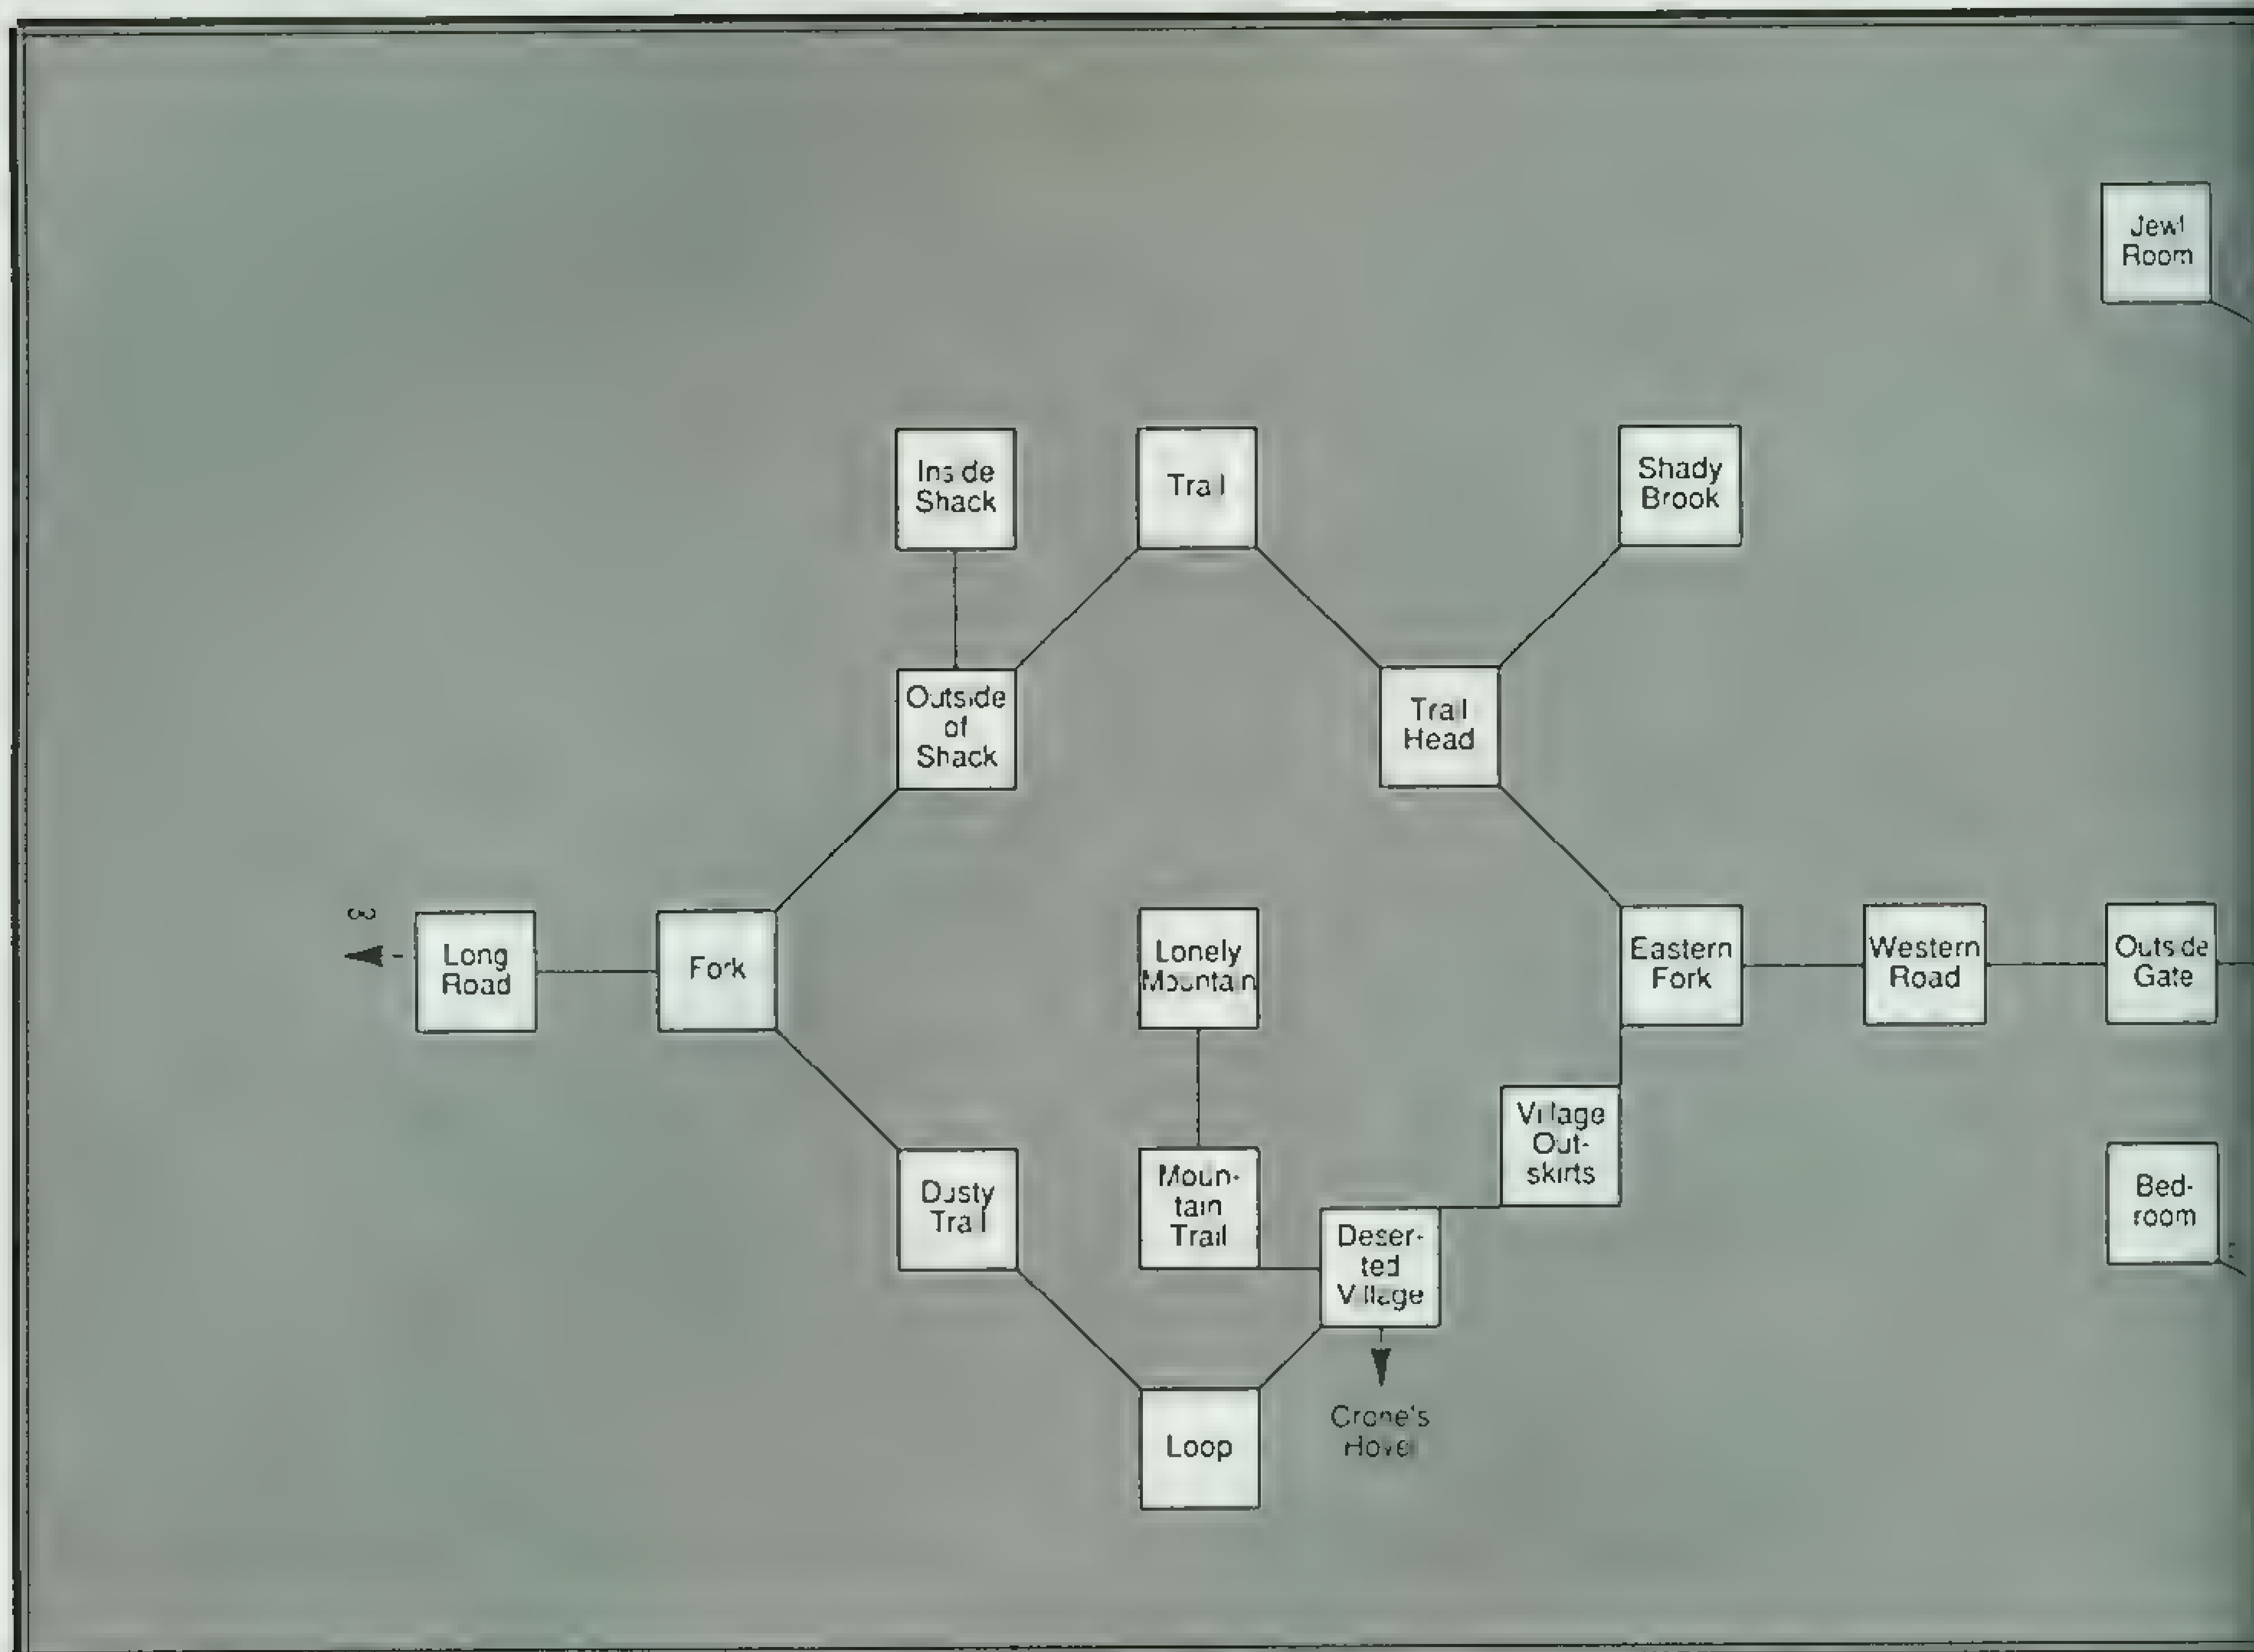 Jewl
Room
Inside
Shack
Trail
Shady
Brook
Outside
of
Shack
Trail
Head
3
Long
Road
Fork
Lonely
Mountain
Eastern
Fork
Western
Road
Outside
Gate
Village
Out-
skirts
Dusty
Trail
Moun-
tain
Trail
Deser-
ted
Village
Bed-
room
Crone's
Hovel
Loop